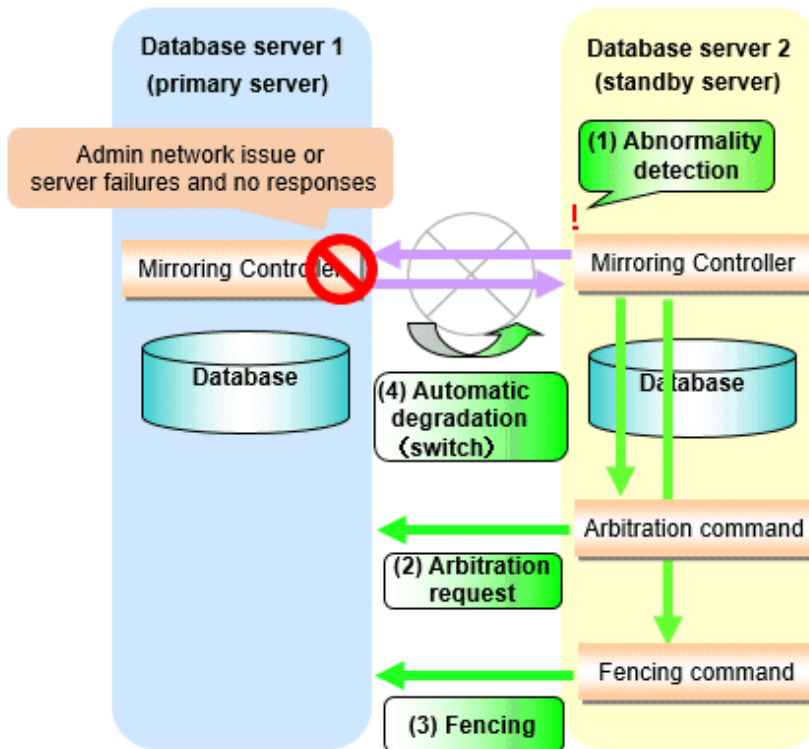 Database server 1
(primary server)
Database server 2
(standby server)
Admin network issue or
server failures and no responses
(1) Abnormality
detection
!
Mirroring Controller
Mirroring Controller
Database
(4) Automatic
degradation
(switch)
Database
Arbitration command
(2) Arbitration
request
Fencing command
(3) Fencing